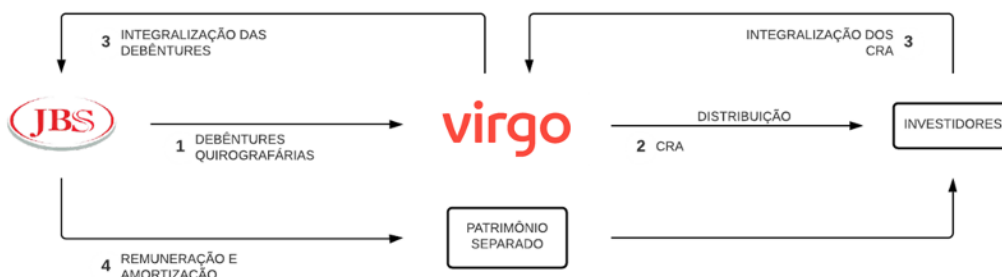 3 INTEGRALIZAÇÃO DAS
DEBÊNTURES
INTEGRALIZAÇÃO DOS 3
CRA
JBS
1 DEBÊNTURES
QUIROGRAFÁRIAS
virgo
DISTRIBUIÇÃO
2 CRA
INVESTIDORES
PATRIMÔNIO
SEPARADO
4 REMUNERAÇÃO E
AMORTIZAÇÃO